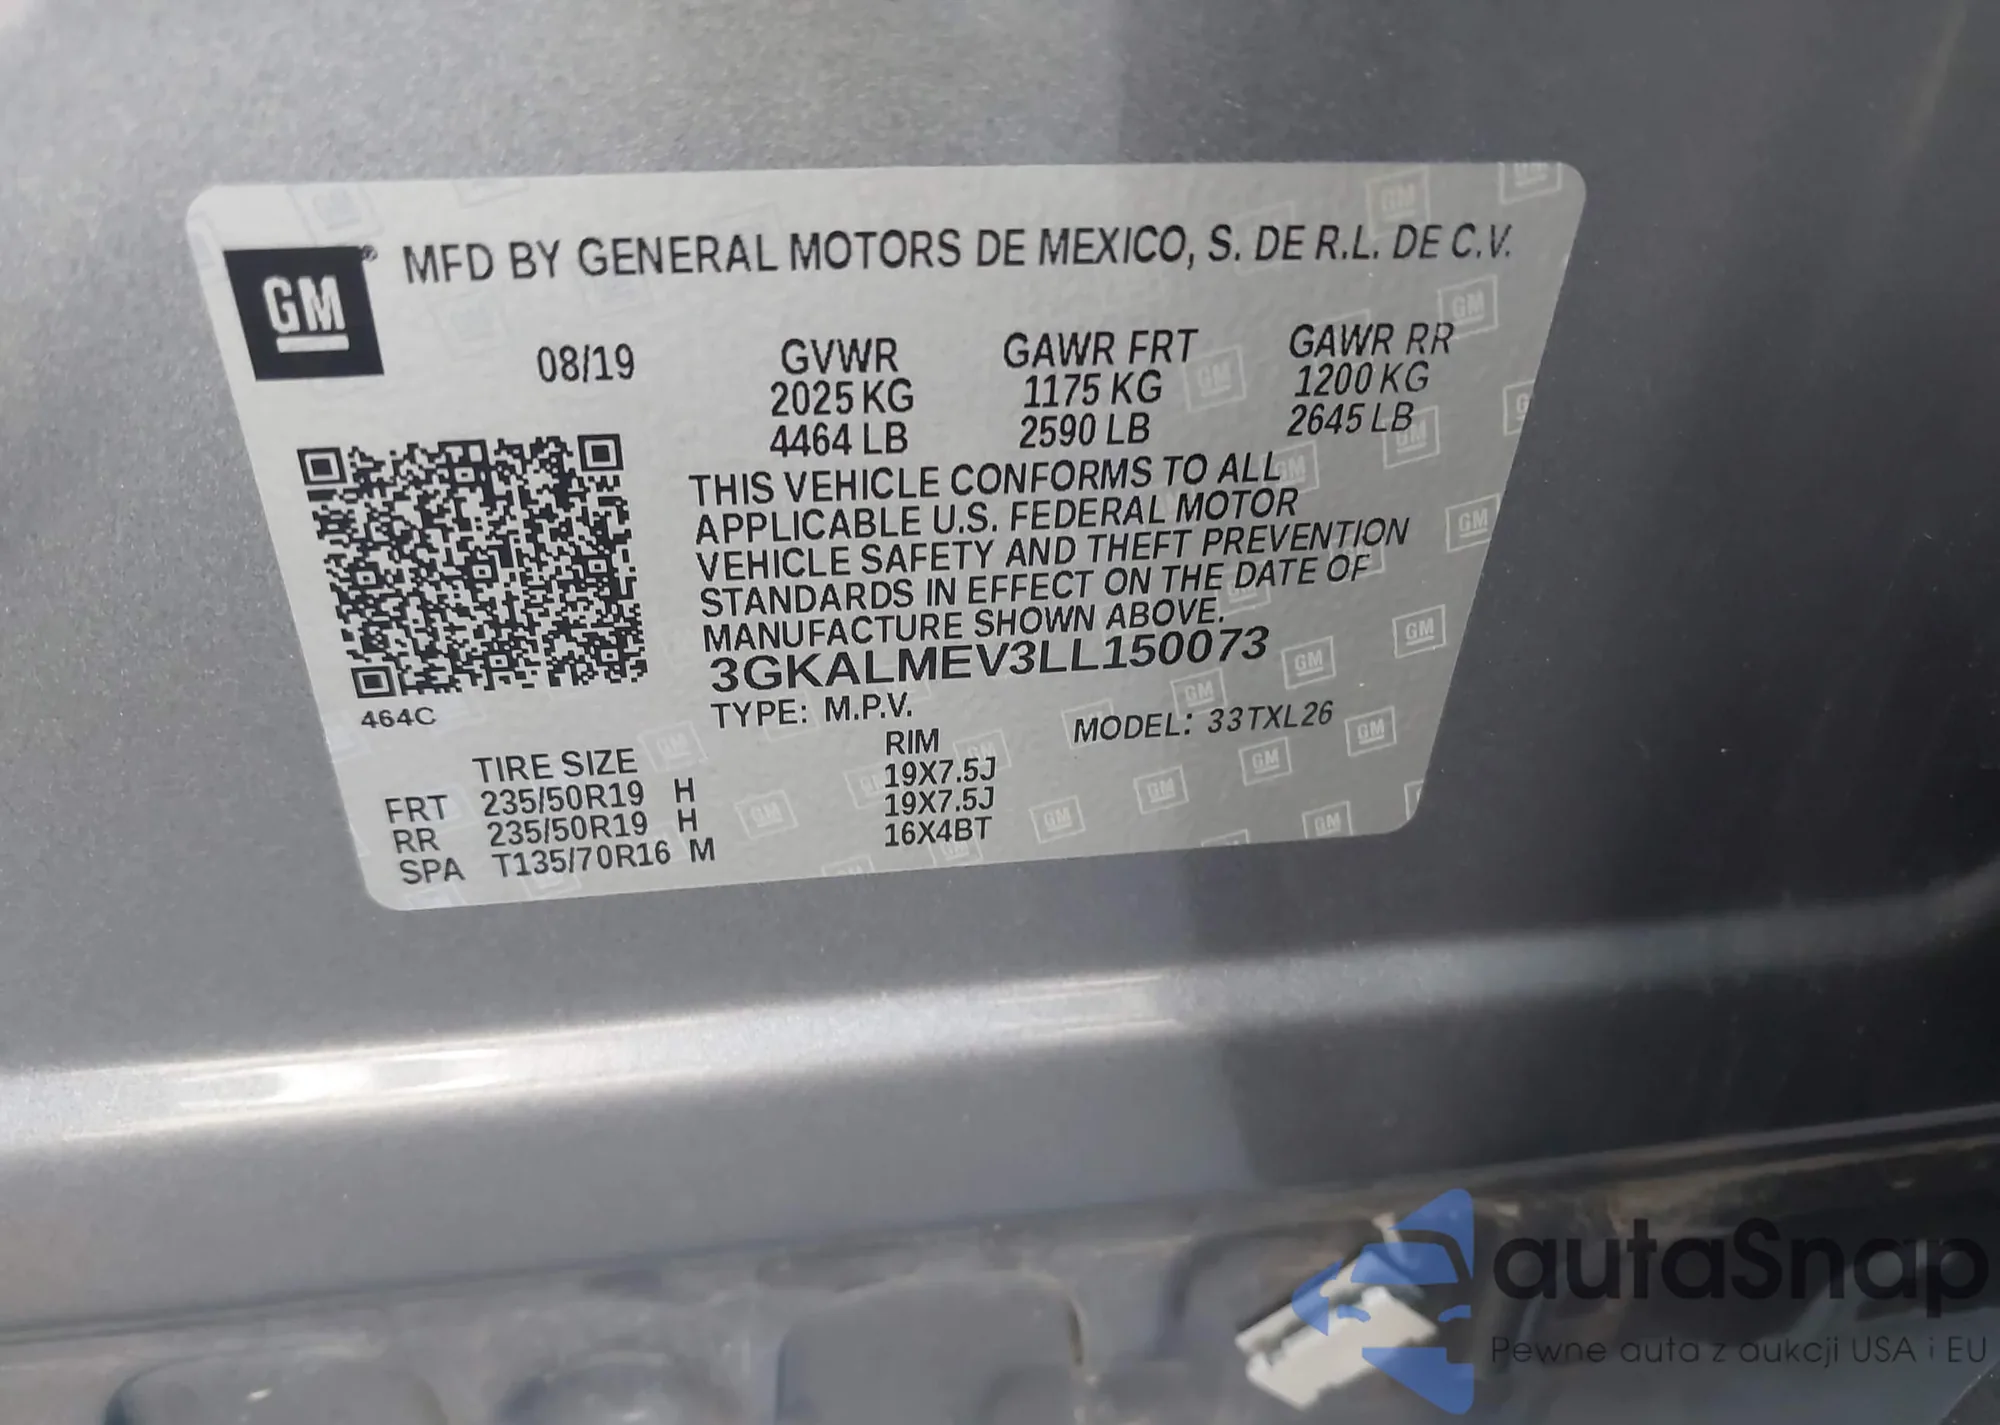 GM ® MFD BY GENERAL MOTORS DE MEXICO, S. DE R.L. DE C.V.
08/19
GVWR GAWR FRT GAWR RR
2025 KG 1175 KG 1200 KG
4464 LB 2590 LB 2645 LB
THIS VEHICLE CONFORMS TO ALL
APPLICABLE U.S. FEDERAL MOTOR
VEHICLE SAFETY AND THEFT PREVENTION
STANDARDS IN EFFECT ON THE DATE OF
MANUFACTURE SHOWN ABOVE.
3GKALMEV3LL150073
464C
TYPE: M.P.V. MODEL: 33TXL26
TIRE SIZE RIM
FRT 235/50R19 H 19X7.5J
RR 235/50R19 H 19X7.5J
SPA T135/70R16 M 16X4BT
autaSnap
Pewne auta z aukcji USA i EU